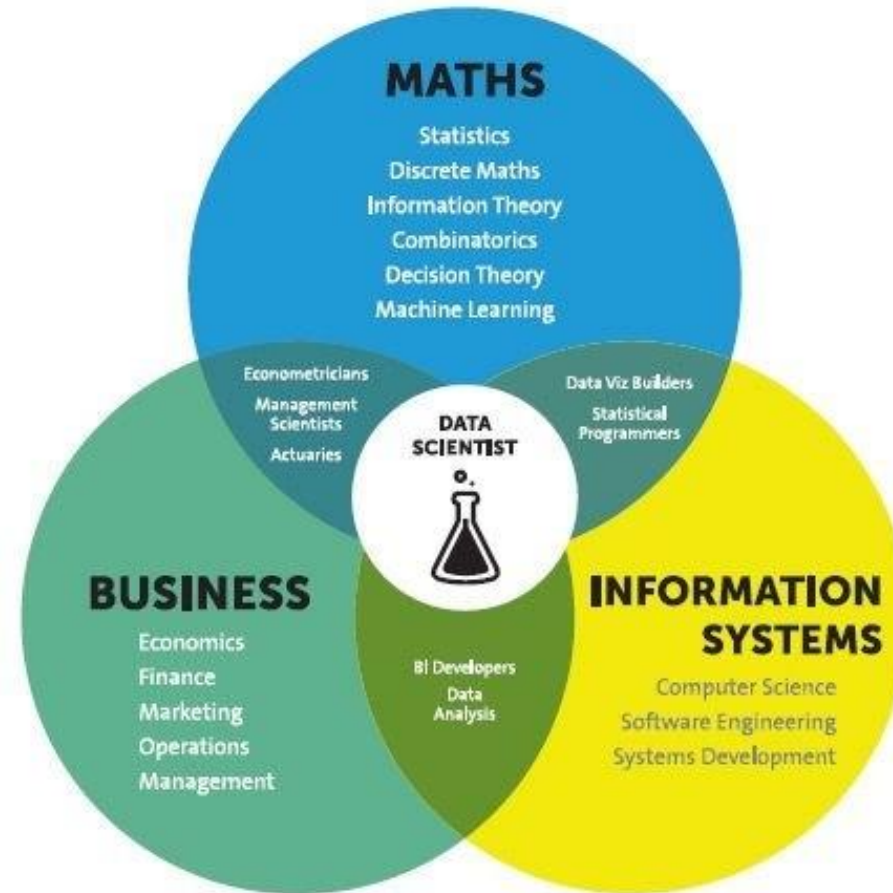 MATHS
Statistics
Discrete Maths
Information Theory
Combinatorics
Decision Theory
Machine Learning
Econometricians
Management
Scientists
Actuaries
Data Viz Builders
Statistical
Programmers
DATA
SCIENTIST
BUSINESS
Economics
Finance
Marketing
Operations
Management
BI Developers
Data
Analysis
INFORMATION
SYSTEMS
Computer Science
Software Engineering
Systems Development